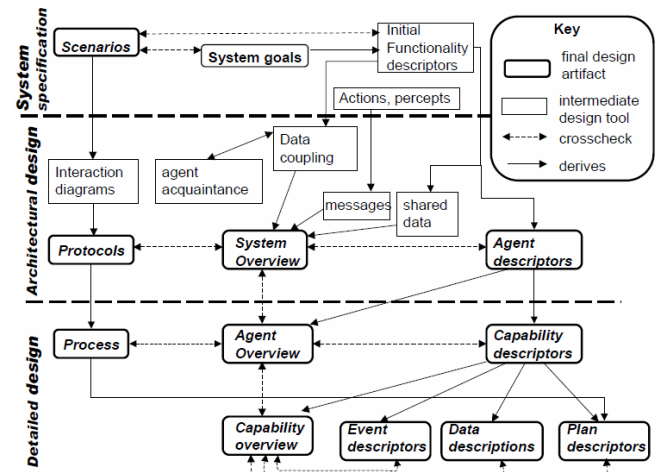 System
specification
Scenarios
System goals
Initial
Functionality
descriptors
Actions, percepts
Key
final design
artifact
intermediate
design tool
crosscheck
derives
Architectural design
Interaction
diagrams
agent
acquaintance
Data
coupling
messages
shared
data
Protocols
System
Overview
Agent
descriptors
Detailed design
Process
Agent
Overview
Capability
descriptors
Capability
overview
Event
descriptors
Data
descriptions
Plan
descriptors